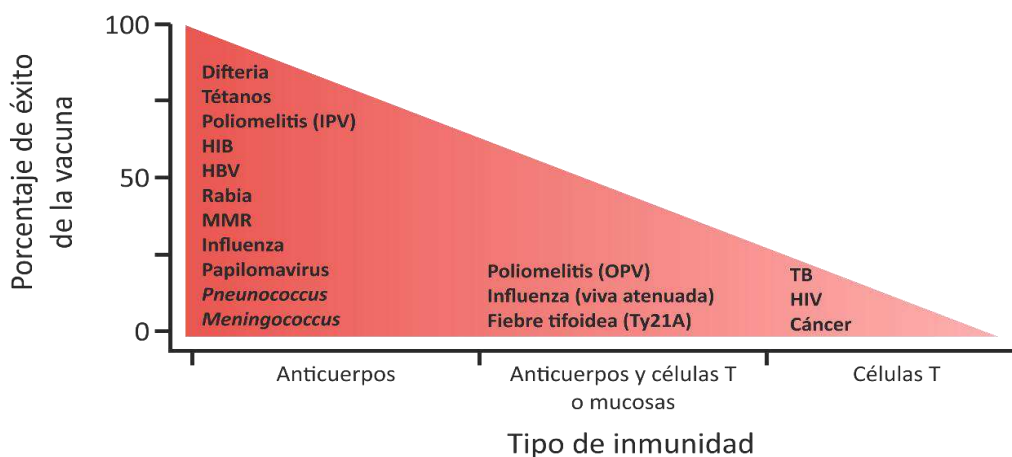 Porcentaje de éxito
de la vacuna
100
50
0
Difteria
Tétanos
Poliomelitis (IPV)
HIB
HBV
Rabia
MMR
Influenza
Papilomavirus
Pneunococcus
Meningococcus
Poliomelitis (OPV)
Influenza (viva atenuada)
Fiebre tifoidea (Ty21A)
TB
HIV
Cáncer
Anticuerpos
Anticuerpos y células T
o mucosas
Células T
Tipo de inmunidad